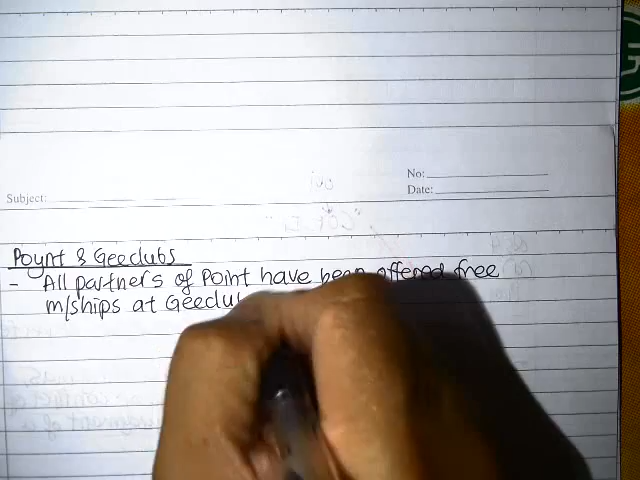 No:
Date:
Subject:
Poynt & Geeclubs
- All partners of Point have been offered free
m/ships at Geeclu